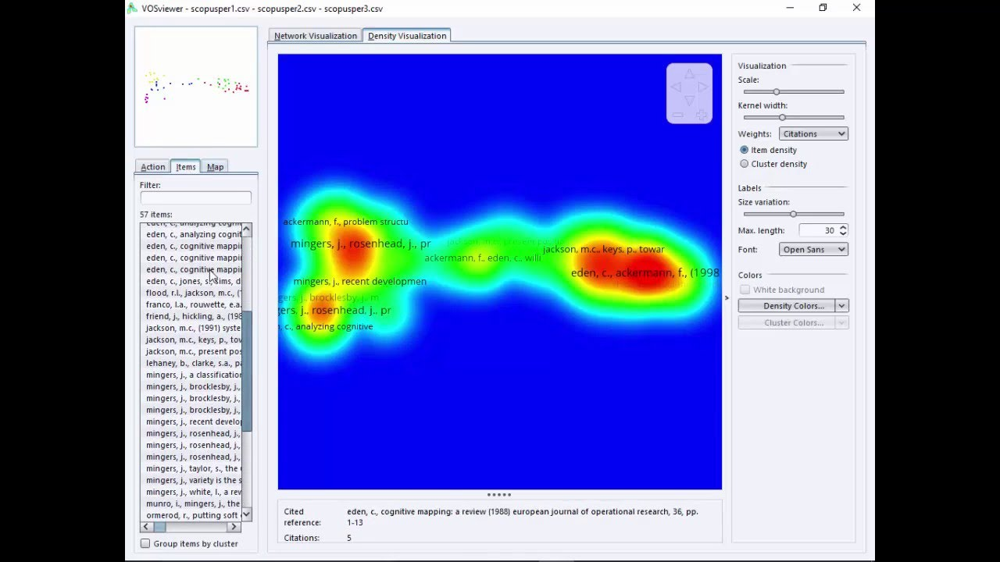 VOSviewer - scopusper1.csv - scopusper2.csv - scopusper3.csv
Network Visualization
Density Visualization
Action
Items
Map
Filter:
57 items:
eden, c., analyzing cognit
eden, c., analyzing cognit
eden, c., cognitive mappi
eden, c., cognitive mappi
eden, c., cognitive mappi
eden, c., jones, s., sims, d
flood, r.l., jackson, m.c., (
franco, l.a., rouwette, e.a.
friend, j., hickling, a., (198
jackson, m.c., (1991) syste
jackson, m.c., keys, p., tow
jackson, m.c., present pos
lehaney, b., clarke, s.a., pa
mingers, j., a classification
mingers, j., brocklesby, j.,
mingers, j., brocklesby, j.,
mingers, j., brocklesby, j.,
mingers, j., recent develop
mingers, j., rosenhead, j.,
mingers, j., rosenhead, j.,
mingers, j., rosenhead, j.,
mingers, j., taylor, s., the
mingers, j., variety is the s
mingers, j., white, l., a rev
munro, i., mingers, j., the
ormerod, r., putting soft
Group items by cluster
ackermann, f., problem structu
mingers, j., rosenhead, j., pr
jackson, m.c., present po
jackson, m.c., keys, p., towar
ackermann, f., eden, c., willi
eden, c., ackermann, f., (1998
mingers, j., recent developmen
gers, j., brocklesby, j., m
gers, j., rosenhead, j., pr
c., analyzing cognitive
Cited reference:
eden, c., cognitive mapping: a review (1988) european journal of operational research, 36, pp.
1-13
Citations:
5
Visualization
Scale:
Kernel width:
Weights:
Citations
Item density
Cluster density
Labels
Size variation:
Max. length:
30
Font:
Open Sans
Colors
White background
Density Colors...
Cluster Colors...